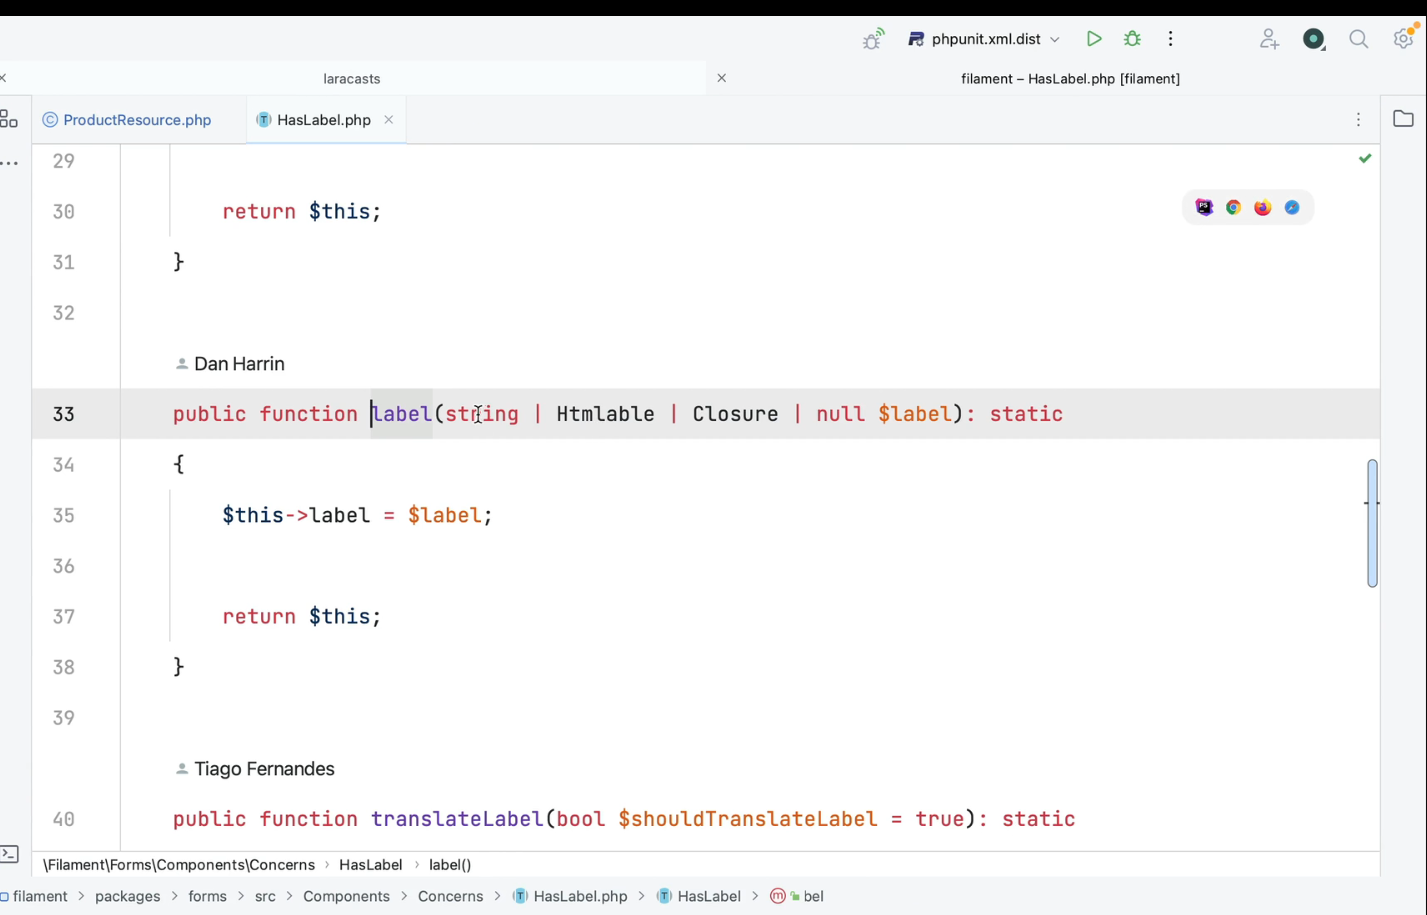 phpunit.xml.dist
laracasts
filament – HasLabel.php [filament]
ProductResource.php
HasLabel.php
29
30 return $this;
31 }
32
Dan Harrin
33 public function label(string | Htmlable | Closure | null $label): static
34 {
35 $this->label = $label;
36
37 return $this;
38 }
39
Tiago Fernandes
40 public function translateLabel(bool $shouldTranslateLabel = true): static
\Filament\Forms\Components\Concerns › HasLabel › label()
filament › packages › forms › src › Components › Concerns › HasLabel.php › HasLabel › bel